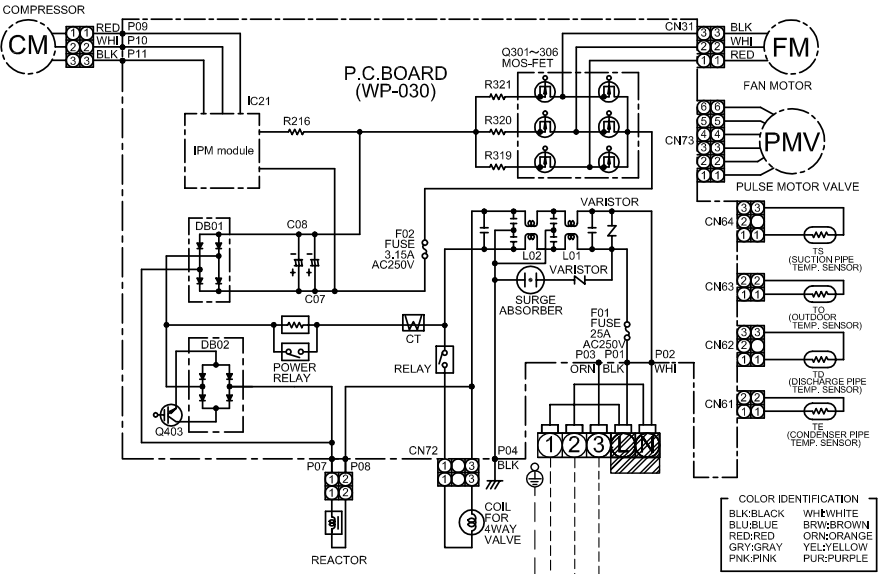 COMPRESSOR
CM
1 1 RED P09
2 2 WHI P10
3 3 BLK P11
P.C.BOARD
(WP-030)
IC21
IPM module
R216
Q301~306
MOS-FET
R321
R320
R319
CN31
3 3 BLK
2 2 WHI
1 1 RED
FM
FAN MOTOR
CN73
6 6
5 5
4 4
3 3
2 2
1 1
PMV
PULSE MOTOR VALVE
DB01
C08
C07
F02
FUSE
3.15A
AC250V
VARISTOR
L02
L01
VARISTOR
SURGE
ABSORBER
F01
FUSE
25A
AC250V
CN64
3 3
2
1 1
TS
(SUCTION PIPE
TEMP. SENSOR)
CN63
2 2
1 1
TO
(OUTDOOR
TEMP. SENSOR)
CN62
3 3
2
1 1
TD
(DISCHARGE PIPE
TEMP. SENSOR)
CN61
2 2
1 1
TE
(CONDENSER PIPE
TEMP. SENSOR)
POWER
RELAY
CT
RELAY
DB02
Q403
P03 P01 P02
ORN BLK WHI
1 2 3 L N
CN72
P04
BLK
P07 P08
1 2
1 2
REACTOR
1 3
1 3
COIL
FOR
4WAY
VALVE
COLOR IDENTIFICATION
BLK:BLACK WHI:WHITE
BLU:BLUE BRW:BROWN
RED:RED ORN:ORANGE
GRY:GRAY YEL:YELLOW
PNK:PINK PUR:PURPLE